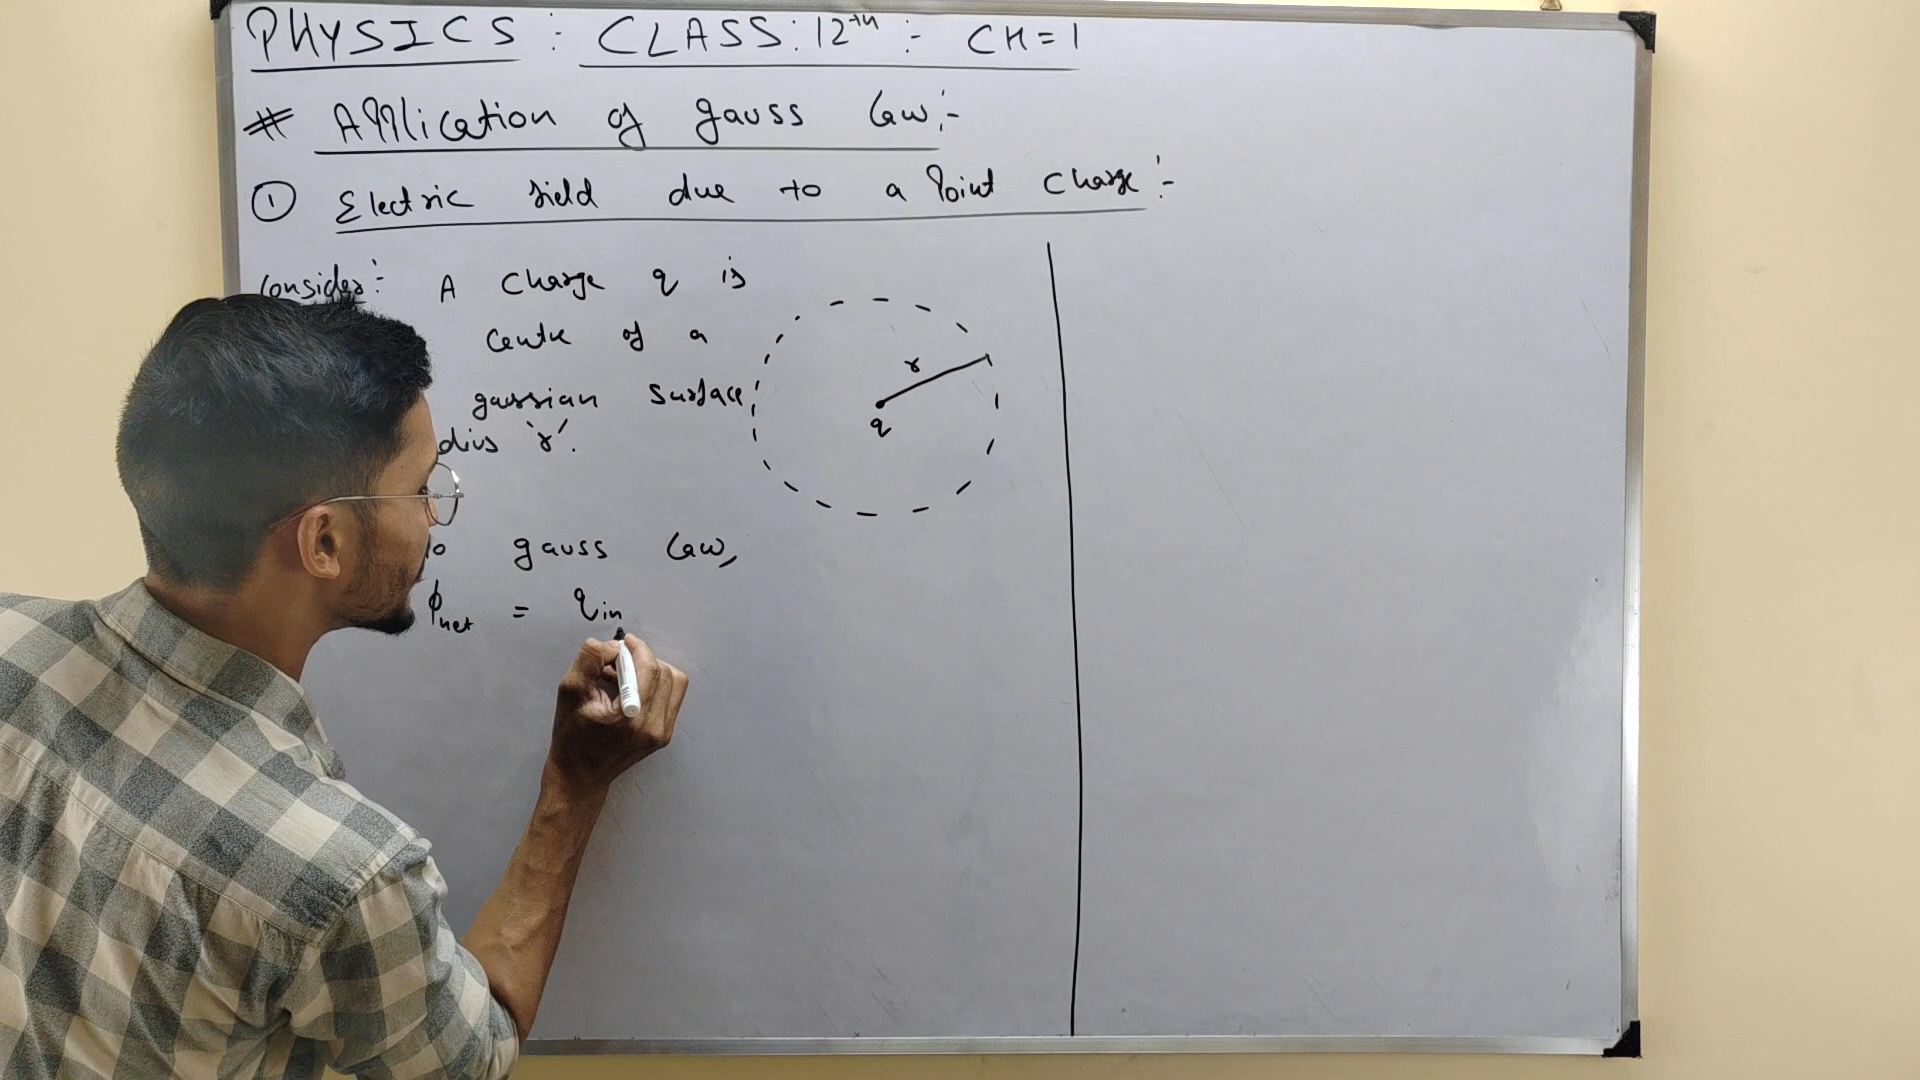 PHYSICS : CLASS : 12th :- CH = 1
# Application of gauss law :-
① Electric field due to a Point Charge :-
Consider :- A Charge q is
centre of a
gaussian surface
dius 'r'.
r
q
to gauss law,
ϕnet = qin